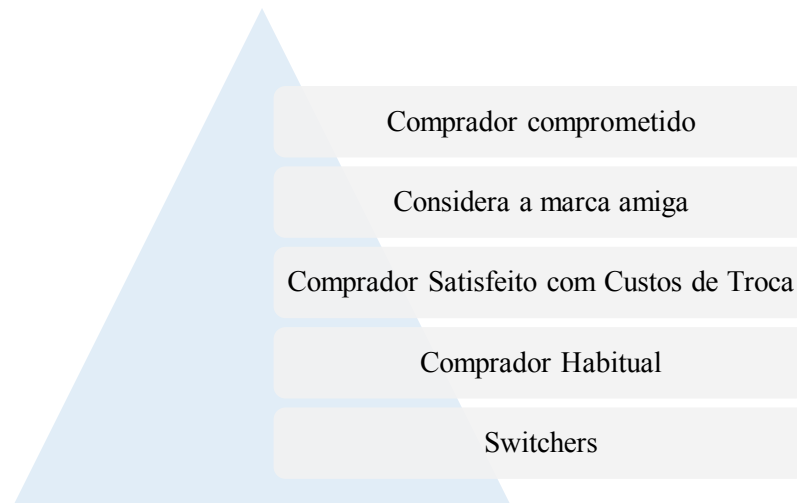 Comprador comprometido
Considera a marca amiga
Comprador Satisfeito com Custos de Troca
Comprador Habitual
Switchers